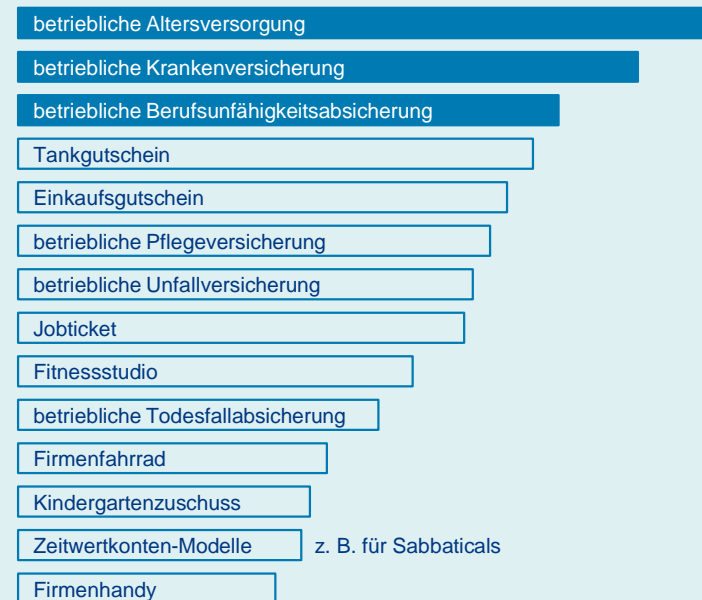 betriebliche Altersversorgung
betriebliche Krankenversicherung
betriebliche Berufsunfähigkeitsabsicherung
Tankgutschein
Einkaufsgutschein
betriebliche Pflegeversicherung
betriebliche Unfallversicherung
Jobticket
Fitnessstudio
betriebliche Todesfallabsicherung
Firmenfahrrad
Kindergartenzuschuss
Zeitwertkonten-Modelle z. B. für Sabbaticals
Firmenhandy